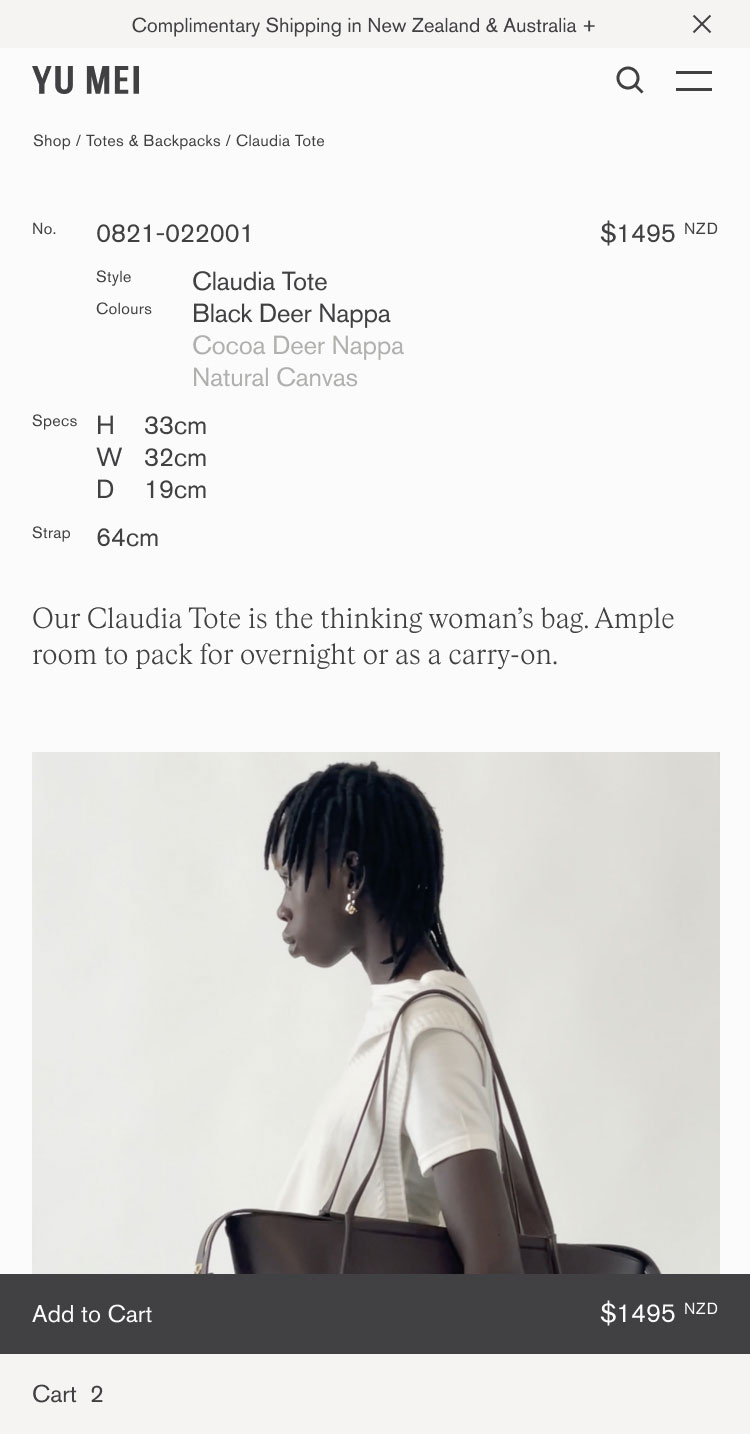 Complimentary Shipping in New Zealand & Australia +
YU MEI
Shop / Totes & Backpacks / Claudia Tote
No. 0821-022001 $1495 NZD
Style Claudia Tote
Colours Black Deer Nappa
Cocoa Deer Nappa
Natural Canvas
Specs H 33cm
W 32cm
D 19cm
Strap 64cm
Our Claudia Tote is the thinking woman’s bag. Ample
room to pack for overnight or as a carry-on.
Add to Cart $1495 NZD
Cart 2